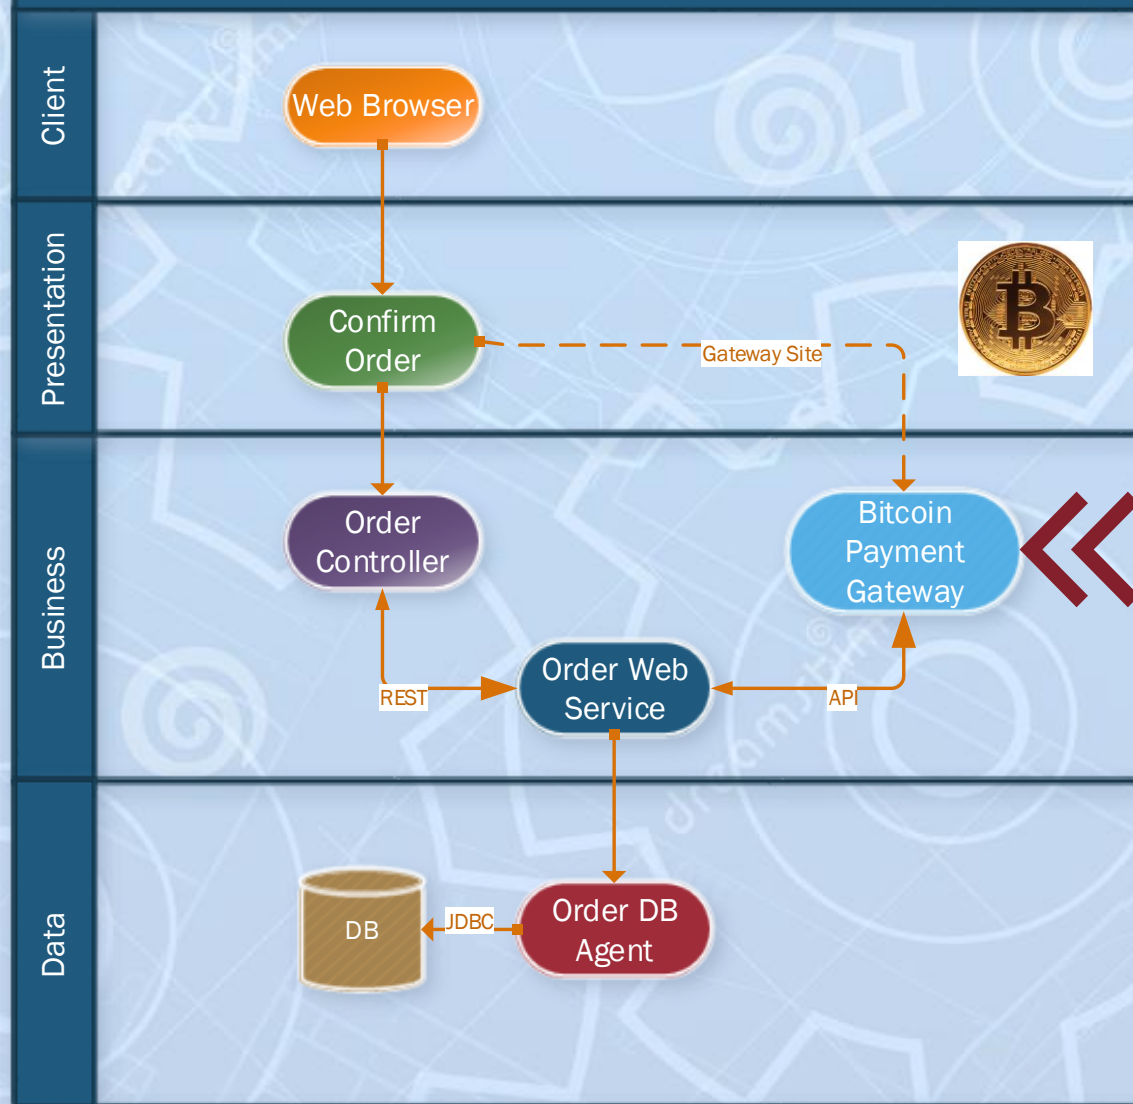 Client
Web Browser
Presentation
Confirm
Order
Gateway Site
Business
Order
Controller
Bitcoin
Payment
Gateway
REST
Order Web
Service
API
Data
DB
JDBC
Order DB
Agent
dreamstime